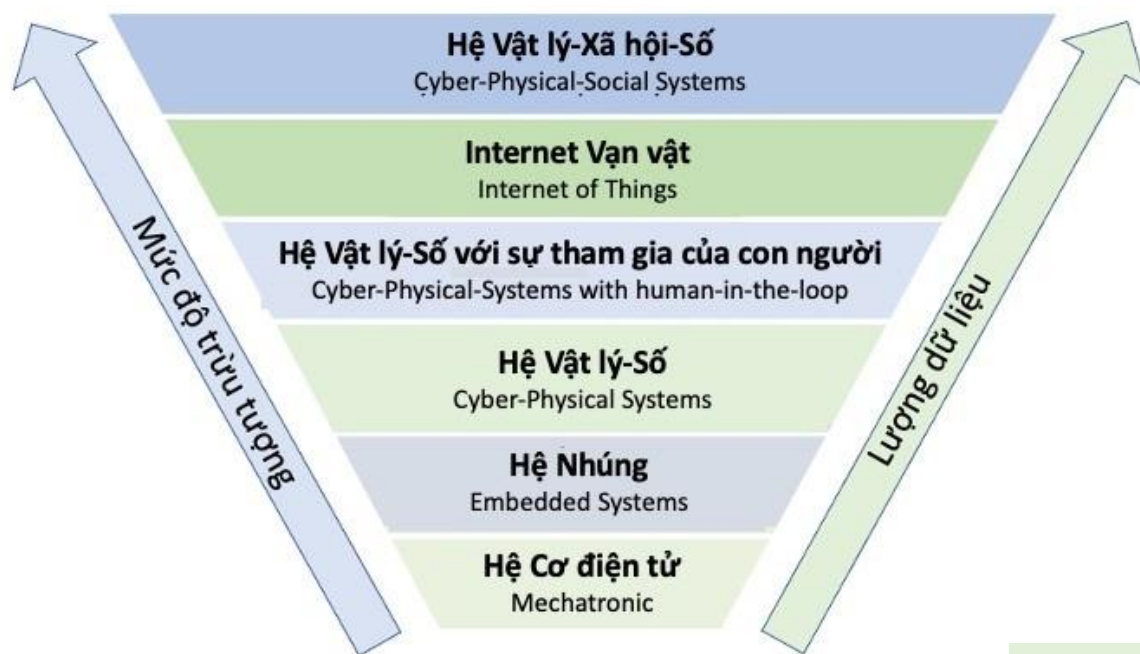 Hệ Vật lý-Xã hội-Số
Cyber-Physical-Social Systems
Internet Vạn vật
Internet of Things
Hệ Vật lý-Số với sự tham gia của con người
Cyber-Physical-Systems with human-in-the-loop
Hệ Vật lý-Số
Cyber-Physical Systems
Hệ Nhúng
Embedded Systems
Hệ Cơ điện tử
Mechatronic
Mức độ trừu tượng
Lượng dữ liệu